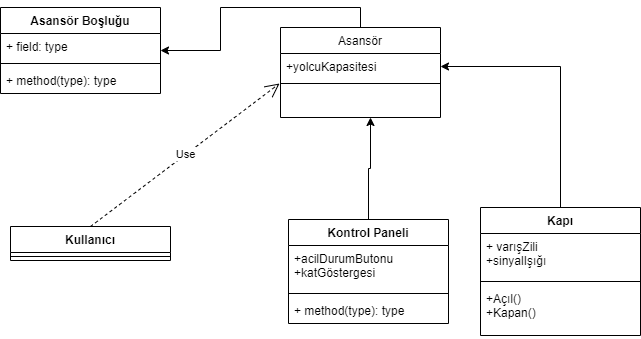 Asansör Boşluğu
+ field: type
+ method(type): type
Asansör
+yolcuKapasitesi
Use
Kullanıcı
Kontrol Paneli
+acilDurumButonu
+katGöstergesi
+ method(type): type
Kapı
+ varışZili
+sinyalIşığı
+Açıl()
+Kapan()